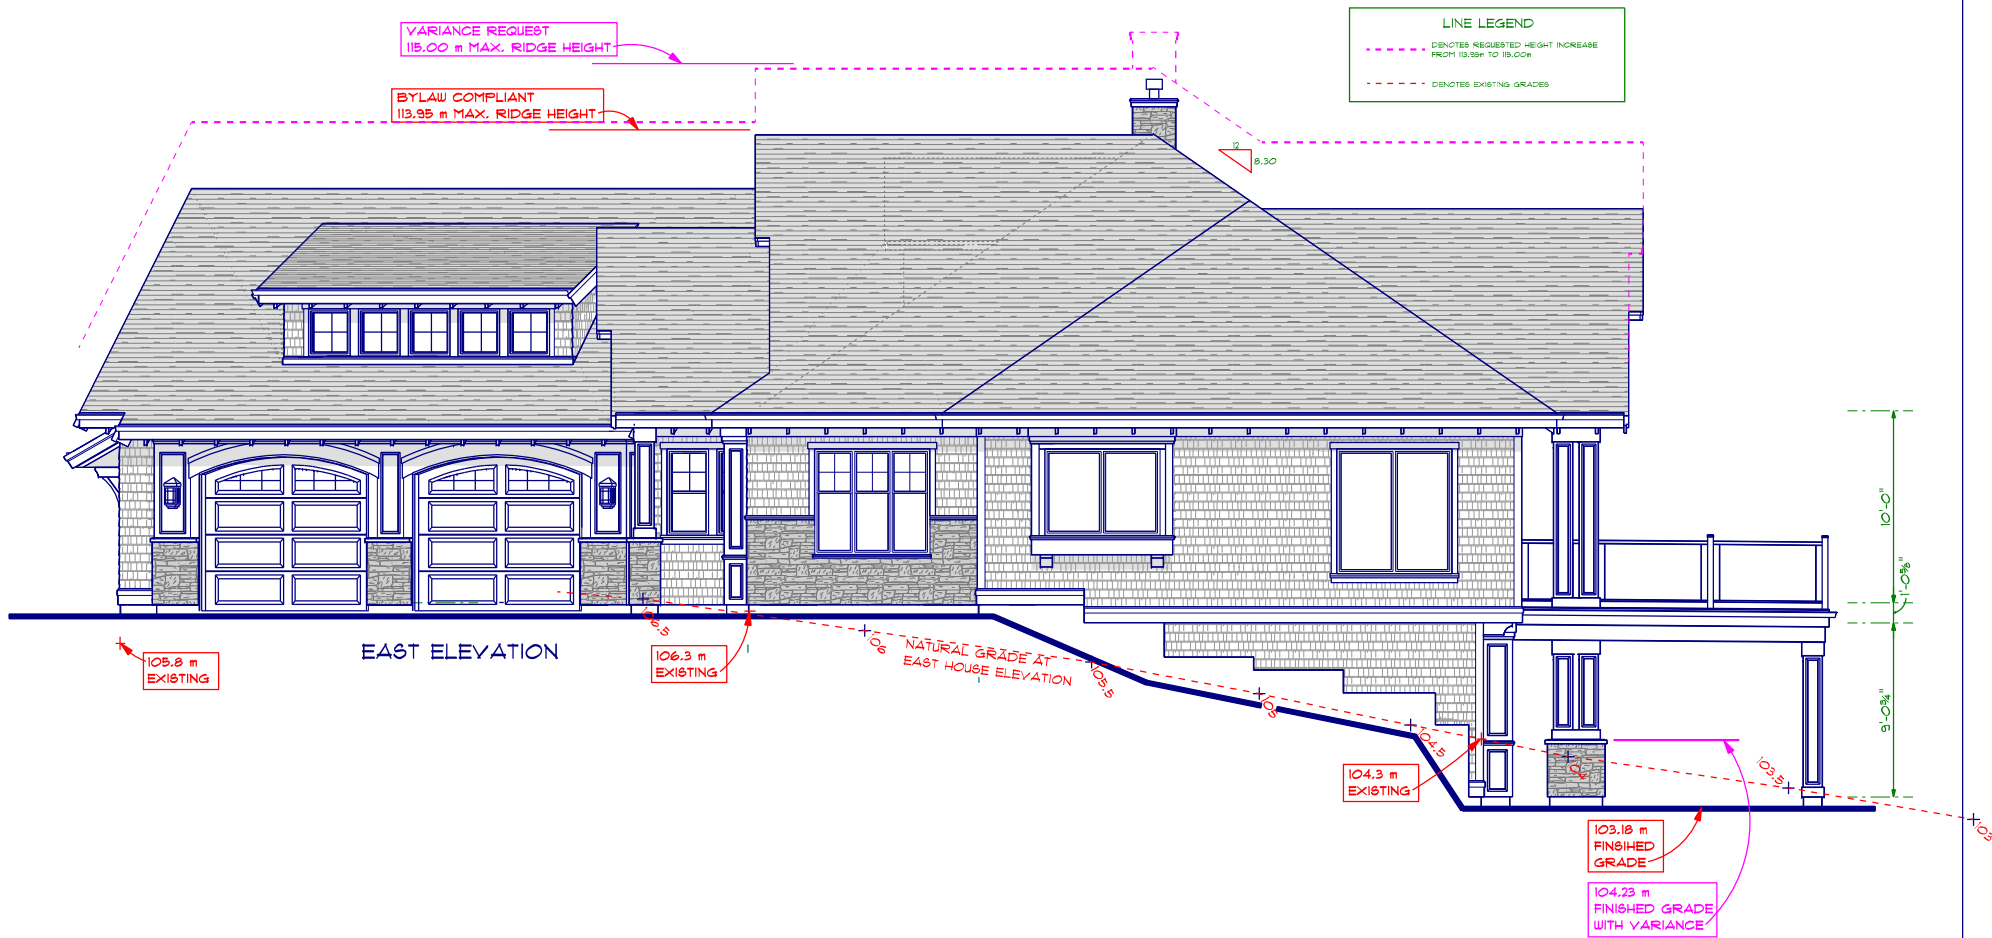 VARIANCE REQUEST
115.00 m MAX. RIDGE HEIGHT
BYLAW COMPLIANT
113.95 m MAX. RIDGE HEIGHT
LINE LEGEND
DENOTES REQUESTED HEIGHT INCREASE
FROM 113.95m TO 115.00m
DENOTES EXISTING GRADES
12
8.30
10'-0"
1'-0⅝"
9'-0¾"
EAST ELEVATION
105.8 m
EXISTING
106.3 m
EXISTING
106.5
106
NATURAL GRADE AT
EAST HOUSE ELEVATION
105.5
105
104.5
104
103.5
103
104.3 m
EXISTING
103.18 m
FINSIHED
GRADE
104.23 m
FINISHED GRADE
WITH VARIANCE